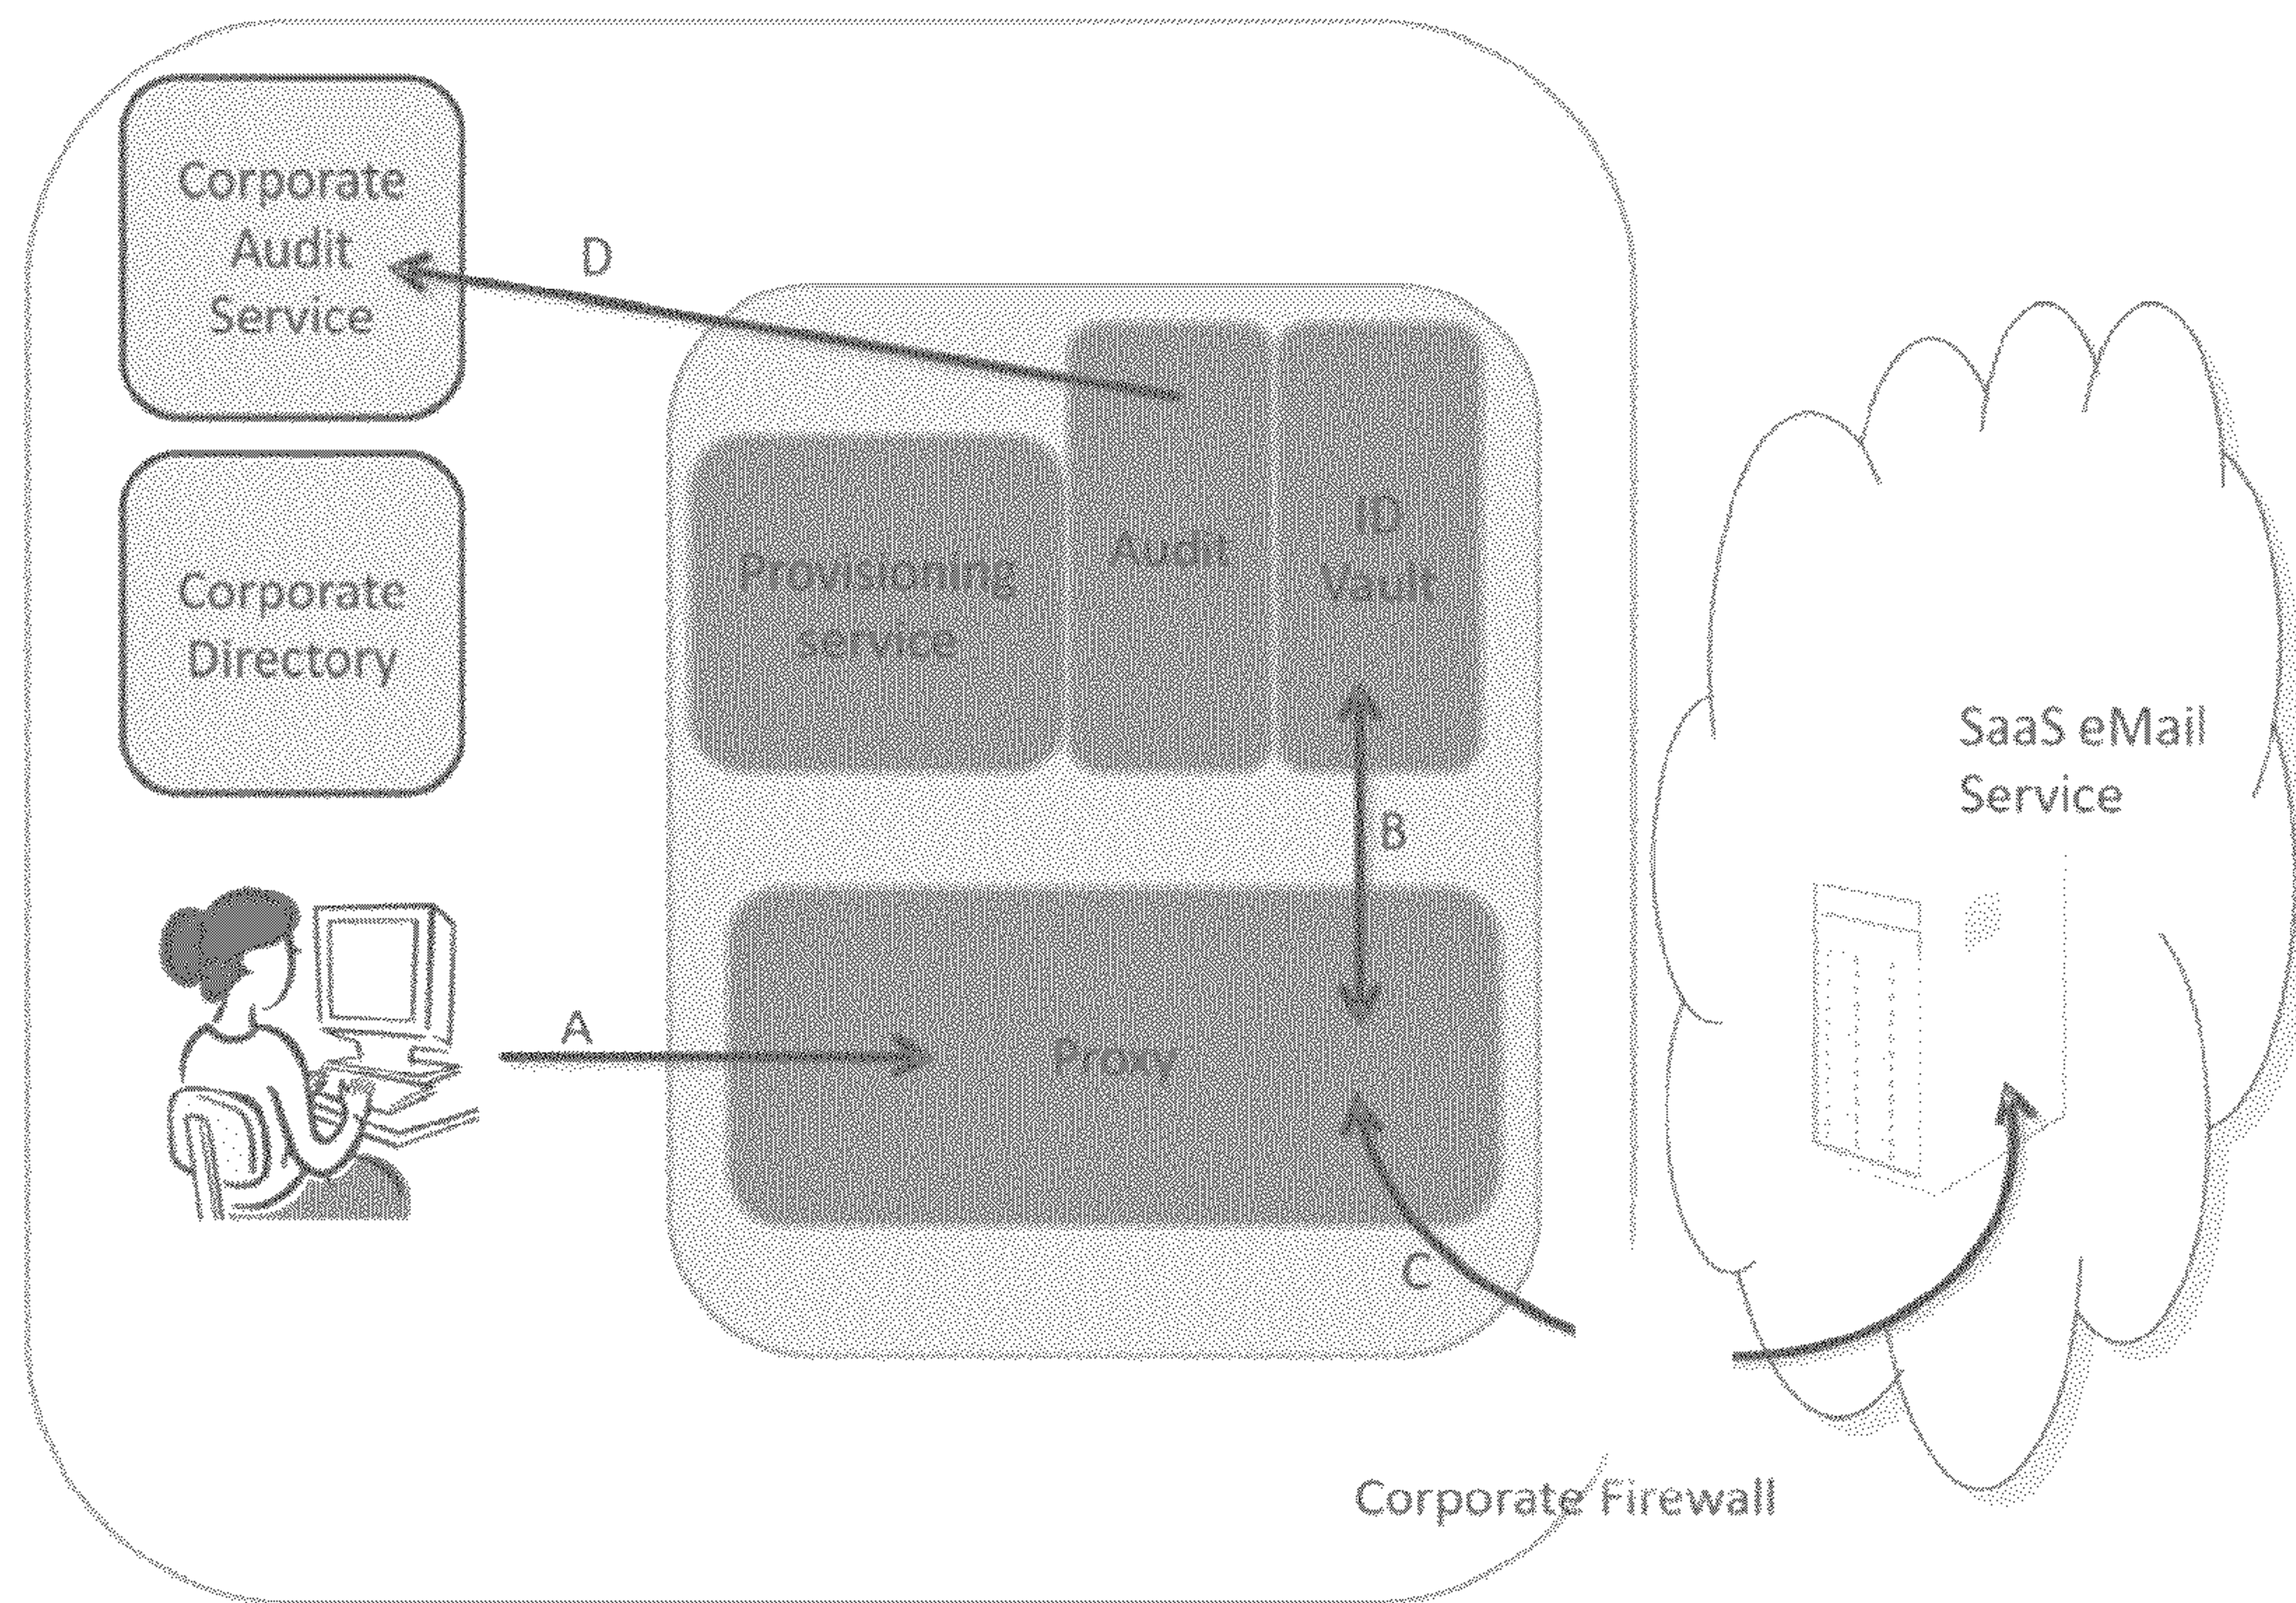 Corporate
Audit
Service
D
Corporate
Directory
Provisioning
service
Audit
ID
Vault
B
A
Proxy
C
SaaS eMail
Service
Corporate Firewall